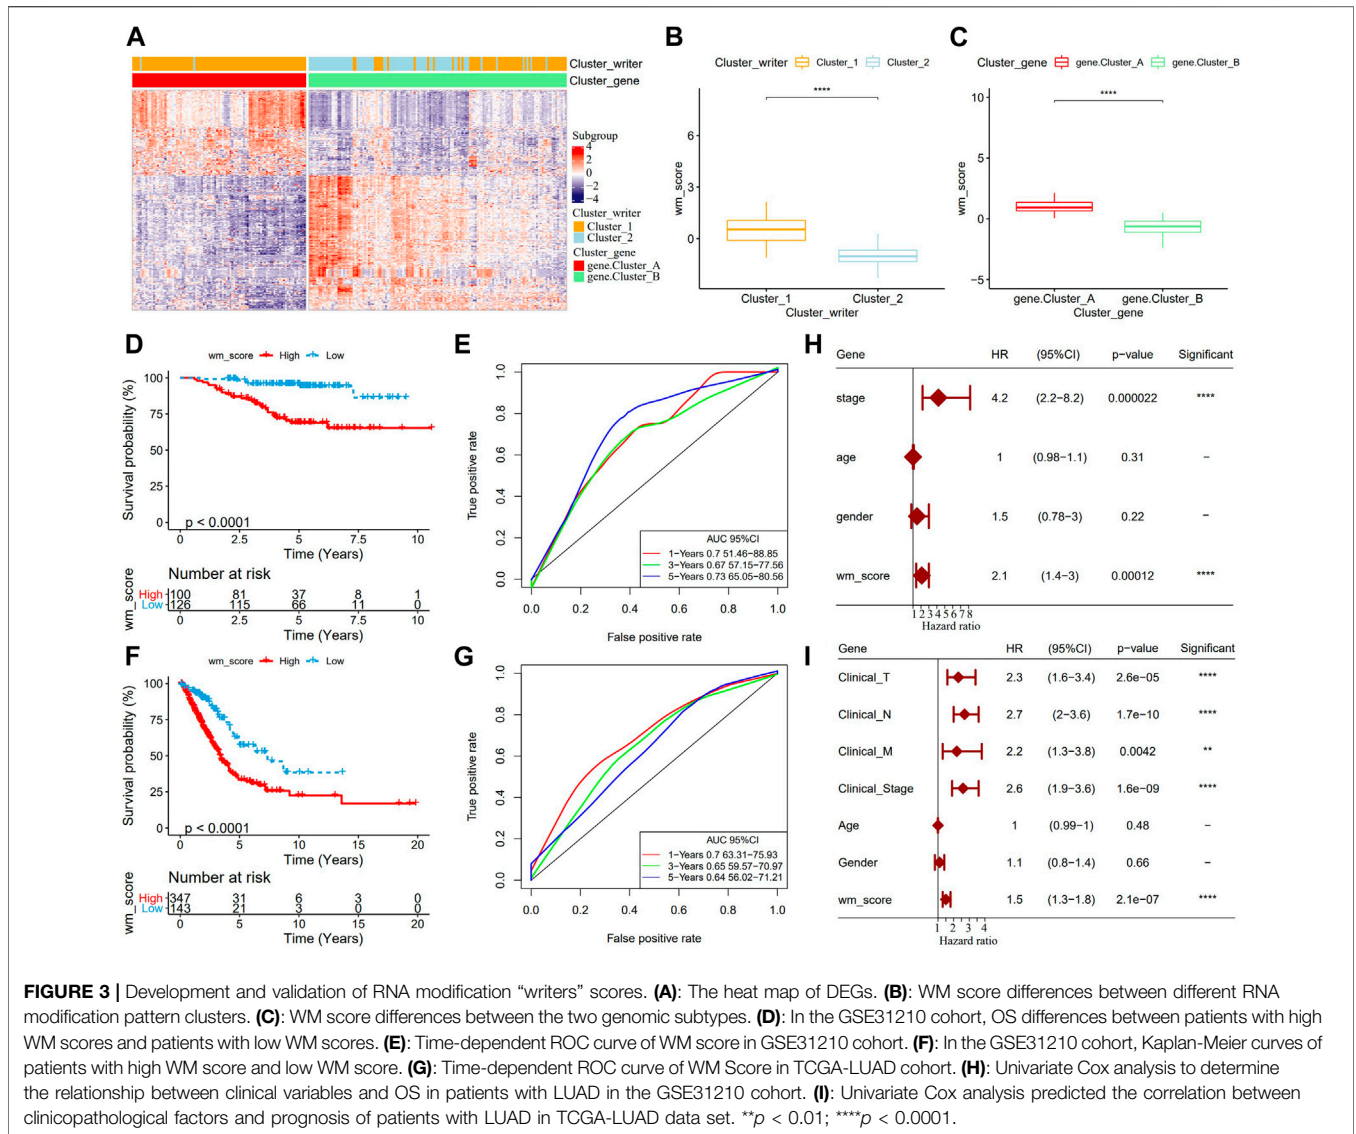 A
Cluster_writer
Cluster_gene
Subgroup
4
2
0
−2
−4
Cluster_writer
Cluster_1
Cluster_2
Cluster_gene
gene.Cluster_A
gene.Cluster_B
B
Cluster_writer Cluster_1 Cluster_2
****
6
3
0
wm_score
Cluster_1 Cluster_2
Cluster_writer
C
Cluster_gene gene.Cluster_A gene.Cluster_B
****
10
5
0
−5
wm_score
gene.Cluster_A gene.Cluster_B
Cluster_gene
D
wm_score High Low
Survival probability (%)
100
75
50
25
0
p < 0.0001
0 2.5 5 7.5 10
Time (Years)
Number at risk
wm_score
High 100 81 37 8 1
Low 126 115 66 11 0
0 2.5 5 7.5 10
Time (Years)
E
True positive rate
1.0
0.8
0.6
0.4
0.2
0.0
AUC 95%CI
1−Years 0.7 51.46−88.85
3−Years 0.67 57.15−77.56
5−Years 0.73 65.05−80.56
0.0 0.2 0.4 0.6 0.8 1.0
False positive rate
H
Gene HR (95%CI) p−value Significant
stage 4.2 (2.2−8.2) 0.000022 ****
age 1 (0.98−1.1) 0.31 −
gender 1.5 (0.78−3) 0.22 −
wm_score 2.1 (1.4−3) 0.00012 ****
1 2 3 4 5 6 7 8
Hazard ratio
F
wm_score High Low
Survival probability (%)
100
75
50
25
0
p < 0.0001
0 5 10 15 20
Time (Years)
Number at risk
wm_score
High 347 31 6 3 0
Low 143 21 3 0 0
0 5 10 15 20
Time (Years)
G
True positive rate
1.0
0.8
0.6
0.4
0.2
0.0
AUC 95%CI
1−Years 0.7 63.31−75.93
3−Years 0.65 59.57−70.97
5−Years 0.64 56.02−71.21
0.0 0.2 0.4 0.6 0.8 1.0
False positive rate
I
Gene HR (95%CI) p−value Significant
Clinical_T 2.3 (1.6−3.4) 2.6e−05 ****
Clinical_N 2.7 (2−3.6) 1.7e−10 ****
Clinical_M 2.2 (1.3−3.8) 0.0042 **
Clinical_Stage 2.6 (1.9−3.6) 1.6e−09 ****
Age 1 (0.99−1) 0.48 −
Gender 1.1 (0.8−1.4) 0.66 −
wm_score 1.5 (1.3−1.8) 2.1e−07 ****
1 2 3 4
Hazard ratio
FIGURE 3 | Development and validation of RNA modification “writers” scores. (A): The heat map of DEGs. (B): WM score differences between different RNA
modification pattern clusters. (C): WM score differences between the two genomic subtypes. (D): In the GSE31210 cohort, OS differences between patients with high
WM scores and patients with low WM scores. (E): Time-dependent ROC curve of WM score in GSE31210 cohort. (F): In the GSE31210 cohort, Kaplan-Meier curves of
patients with high WM score and low WM score. (G): Time-dependent ROC curve of WM Score in TCGA-LUAD cohort. (H): Univariate Cox analysis to determine
the relationship between clinical variables and OS in patients with LUAD in the GSE31210 cohort. (I): Univariate Cox analysis predicted the correlation between
clinicopathological factors and prognosis of patients with LUAD in TCGA-LUAD data set. **p < 0.01; ****p < 0.0001.